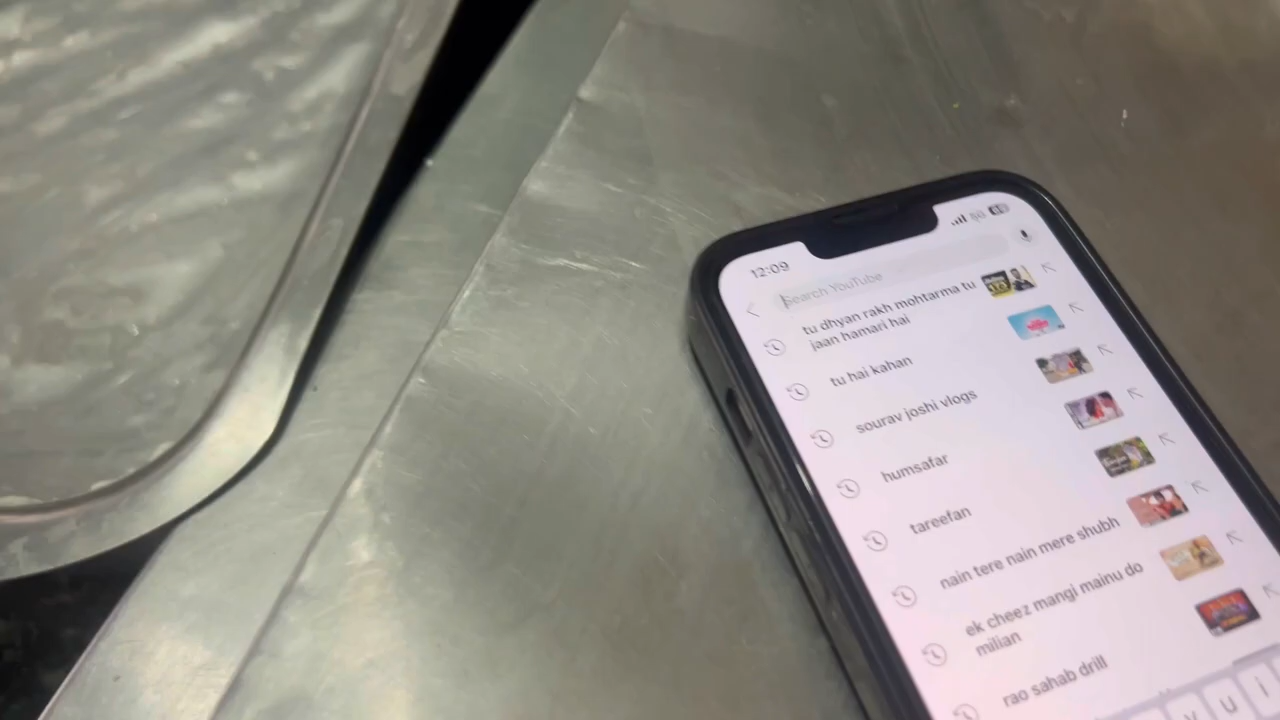 12:09
5G
Search YouTube
tu dhyan rakh mohtarma tu
jaan hamari hai
tu hai kahan
sourav joshi vlogs
humsafar
tareefan
nain tere nain mere shubh
ek cheez mangi mainu do
milian
rao sahab drill
y u i